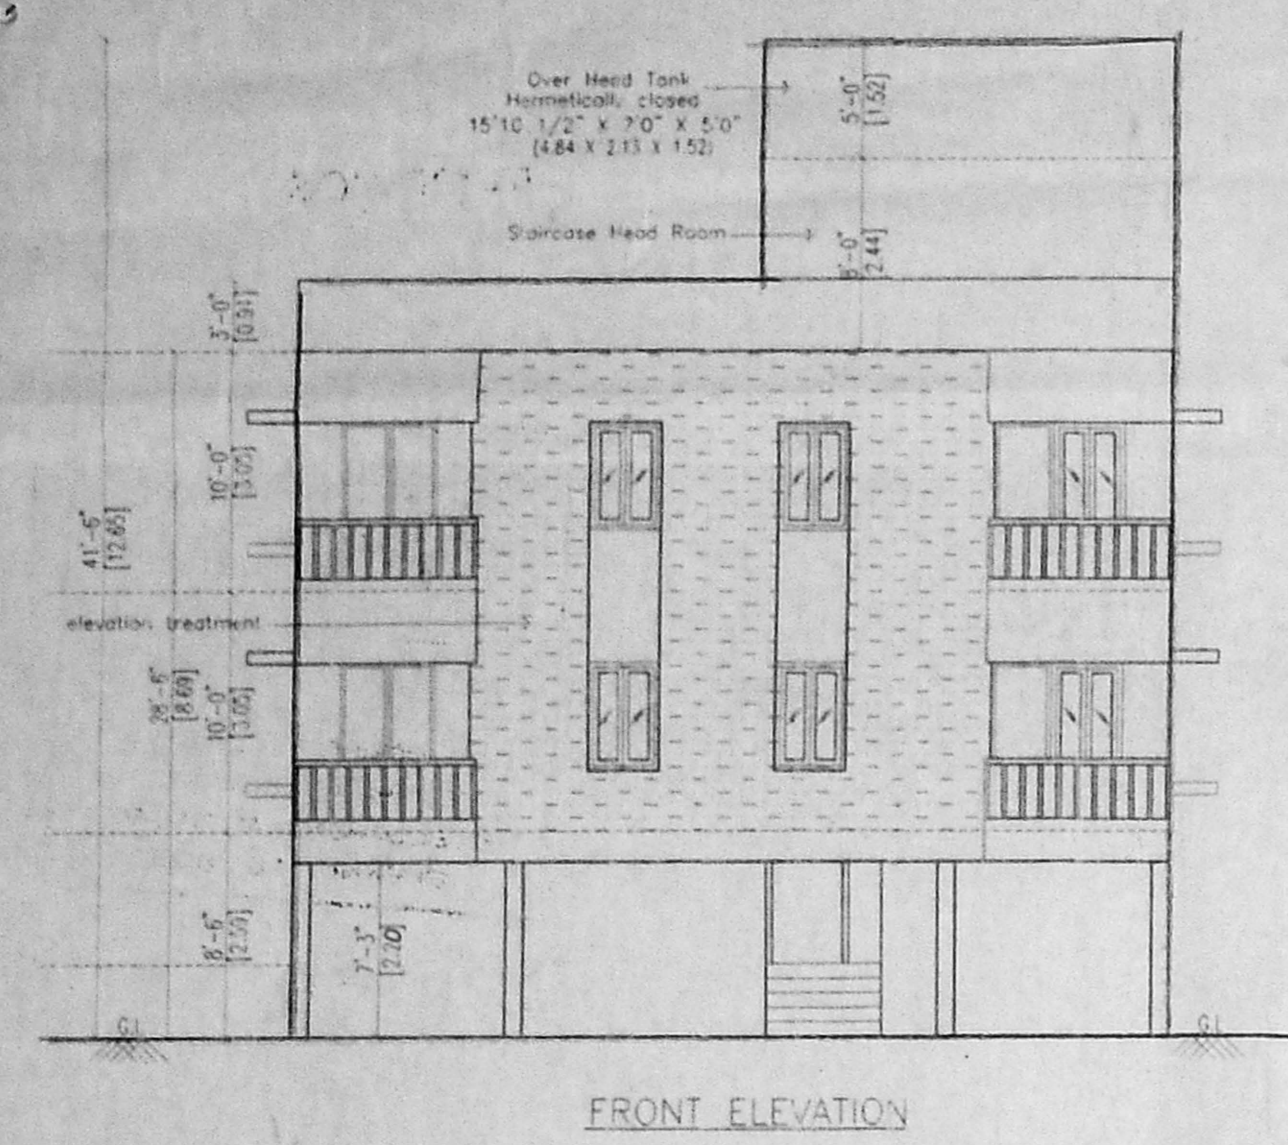 Over Head Tank
Hermetically closed
15'10 1/2" X 7'0" X 5'0"
(4.84 X 2.13 X 1.52)
5'-0"
[1.52]
Staircase Head Room
8'-0"
2.44]
3'-0"
[0.91]
10'-0"
[3.05]
41'-6"
[12.65]
elevation treatment
28'-6"
[8.69]
10'-0"
[3.05]
8'-6"
[2.59]
7'-3"
[2.20]
G.L
G.L
FRONT ELEVATION